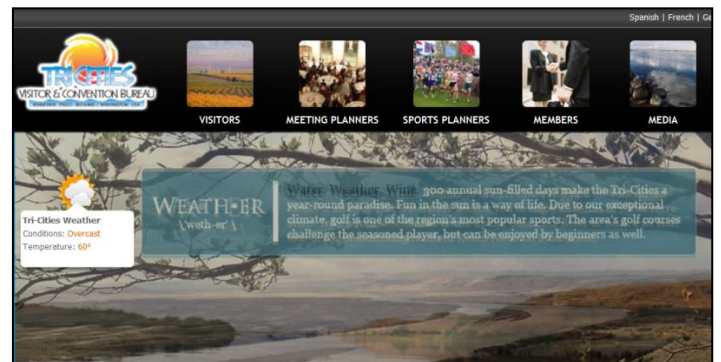 Spanish | French | Ge
TRI-CITIES
VISITOR & CONVENTION BUREAU
VISITORS
MEETING PLANNERS
SPORTS PLANNERS
MEMBERS
MEDIA
Tri-Cities Weather
Conditions: Overcast
Temperature: 60°
WEATH•ER
\'weth-er'\
Water. Weather. Wine. 300 annual sun-filled days make the Tri-Cities a
year-round paradise. Fun in the sun is a way of life. Due to our exceptional
climate, golf is one of the region's most popular sports. The area's golf courses
challenge the seasoned player, but can be enjoyed by beginners as well.